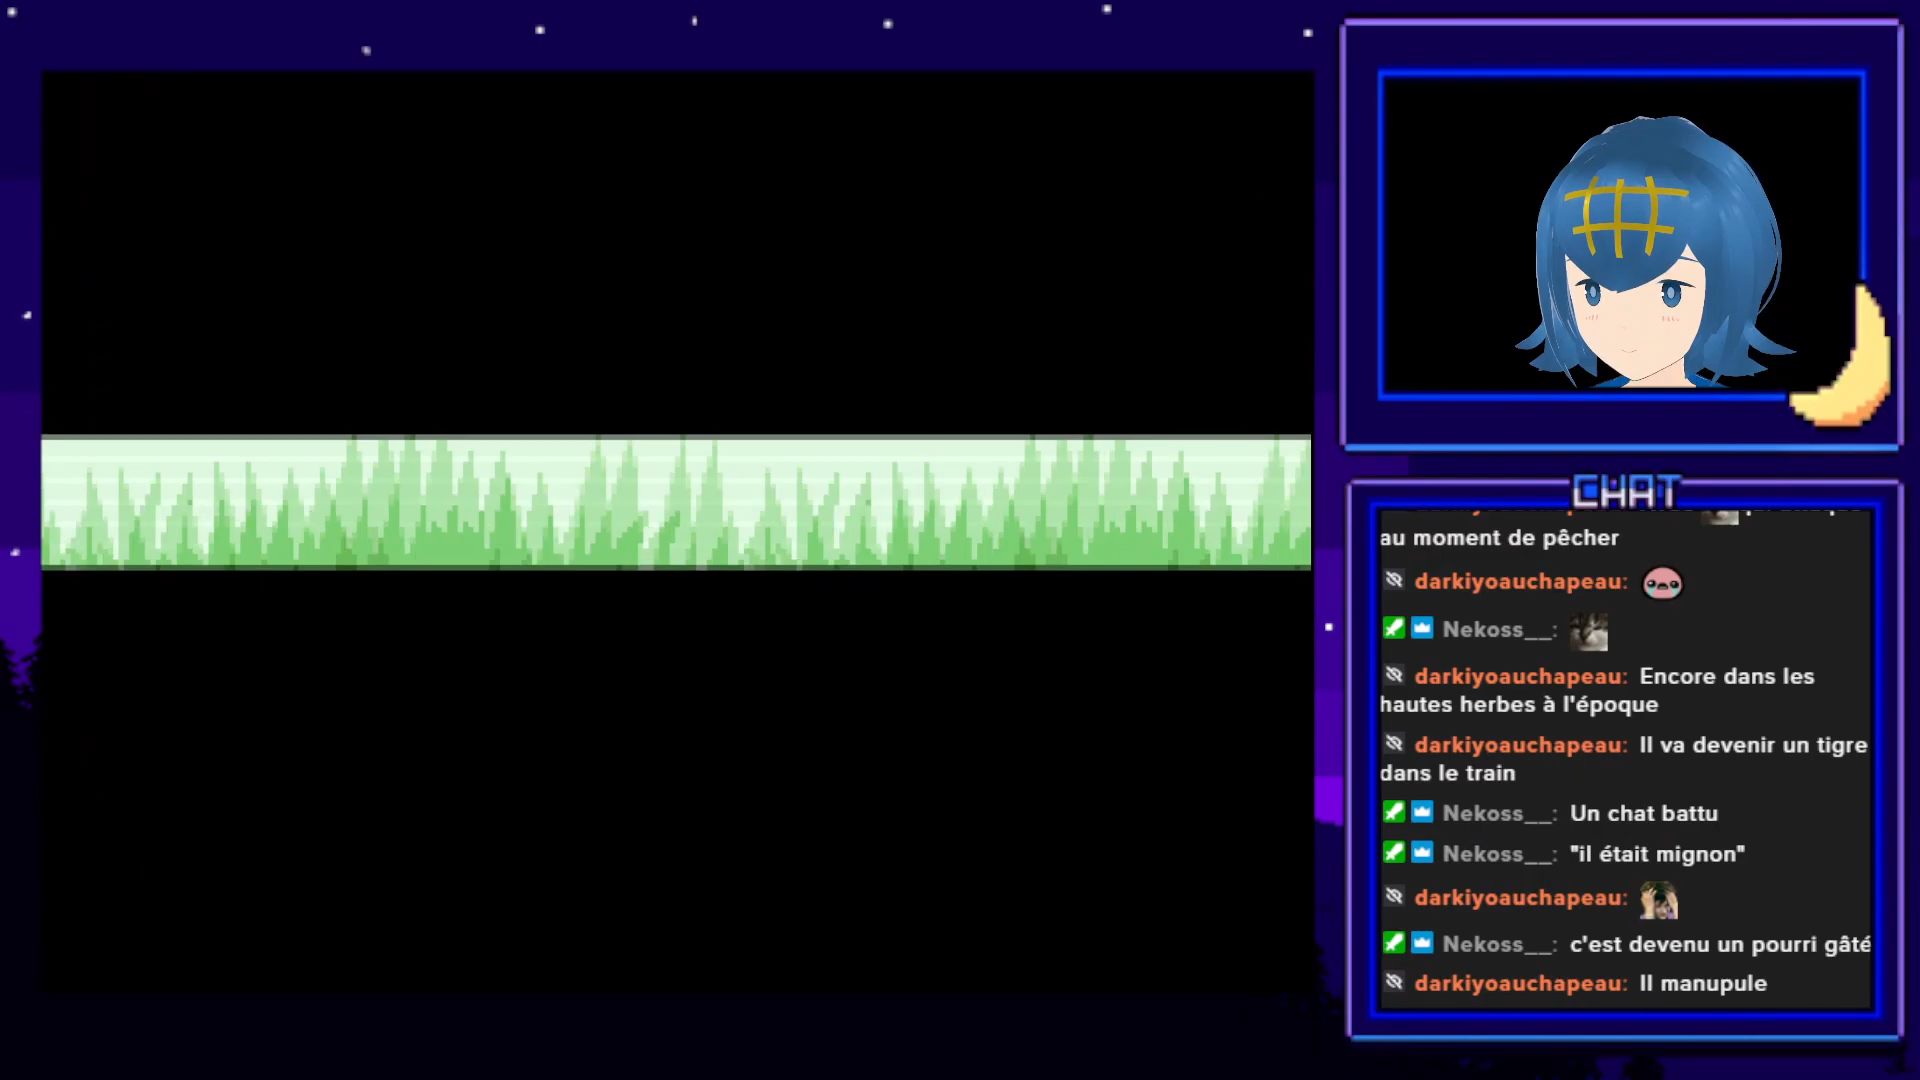 CHAT
au moment de pêcher
darkiyoauchapeau:
Nekoss__:
darkiyoauchapeau: Encore dans les
hautes herbes à l'époque
darkiyoauchapeau: Il va devenir un tigre
dans le train
Nekoss__: Un chat battu
Nekoss__: "il était mignon"
darkiyoauchapeau:
Nekoss__: c'est devenu un pourri gâté
darkiyoauchapeau: Il manupule